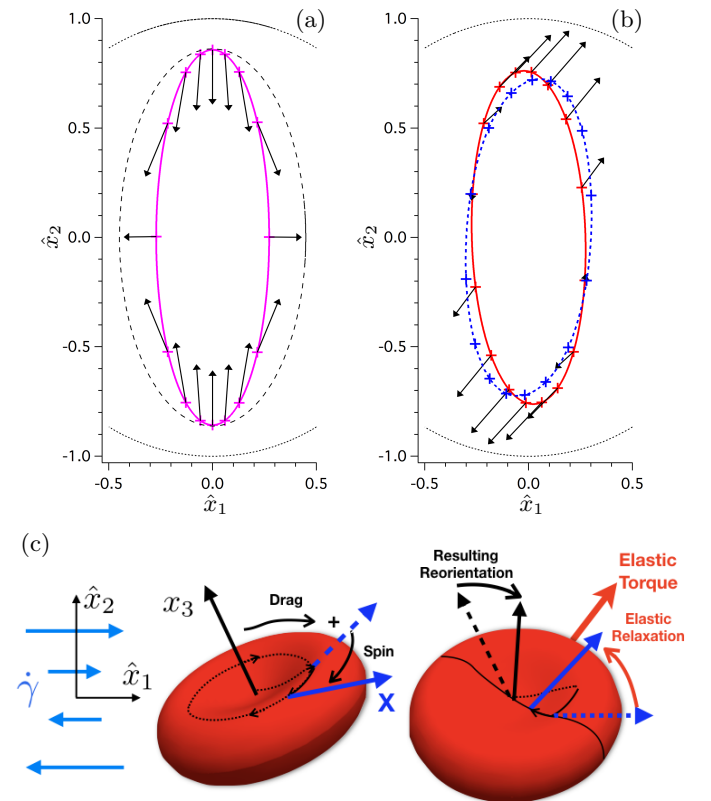 (a)
1.0
0.5
0.0
-0.5
-1.0
x̂₂
-0.5
0.0
0.5
x̂₁
(b)
1.0
0.5
0.0
-0.5
-1.0
x̂₂
-0.5
0.0
0.5
x̂₁
(c)
x̂₂
x̂₁
γ̇
x₃
Drag
+
Spin
X
Resulting
Reorientation
Elastic
Torque
Elastic
Relaxation